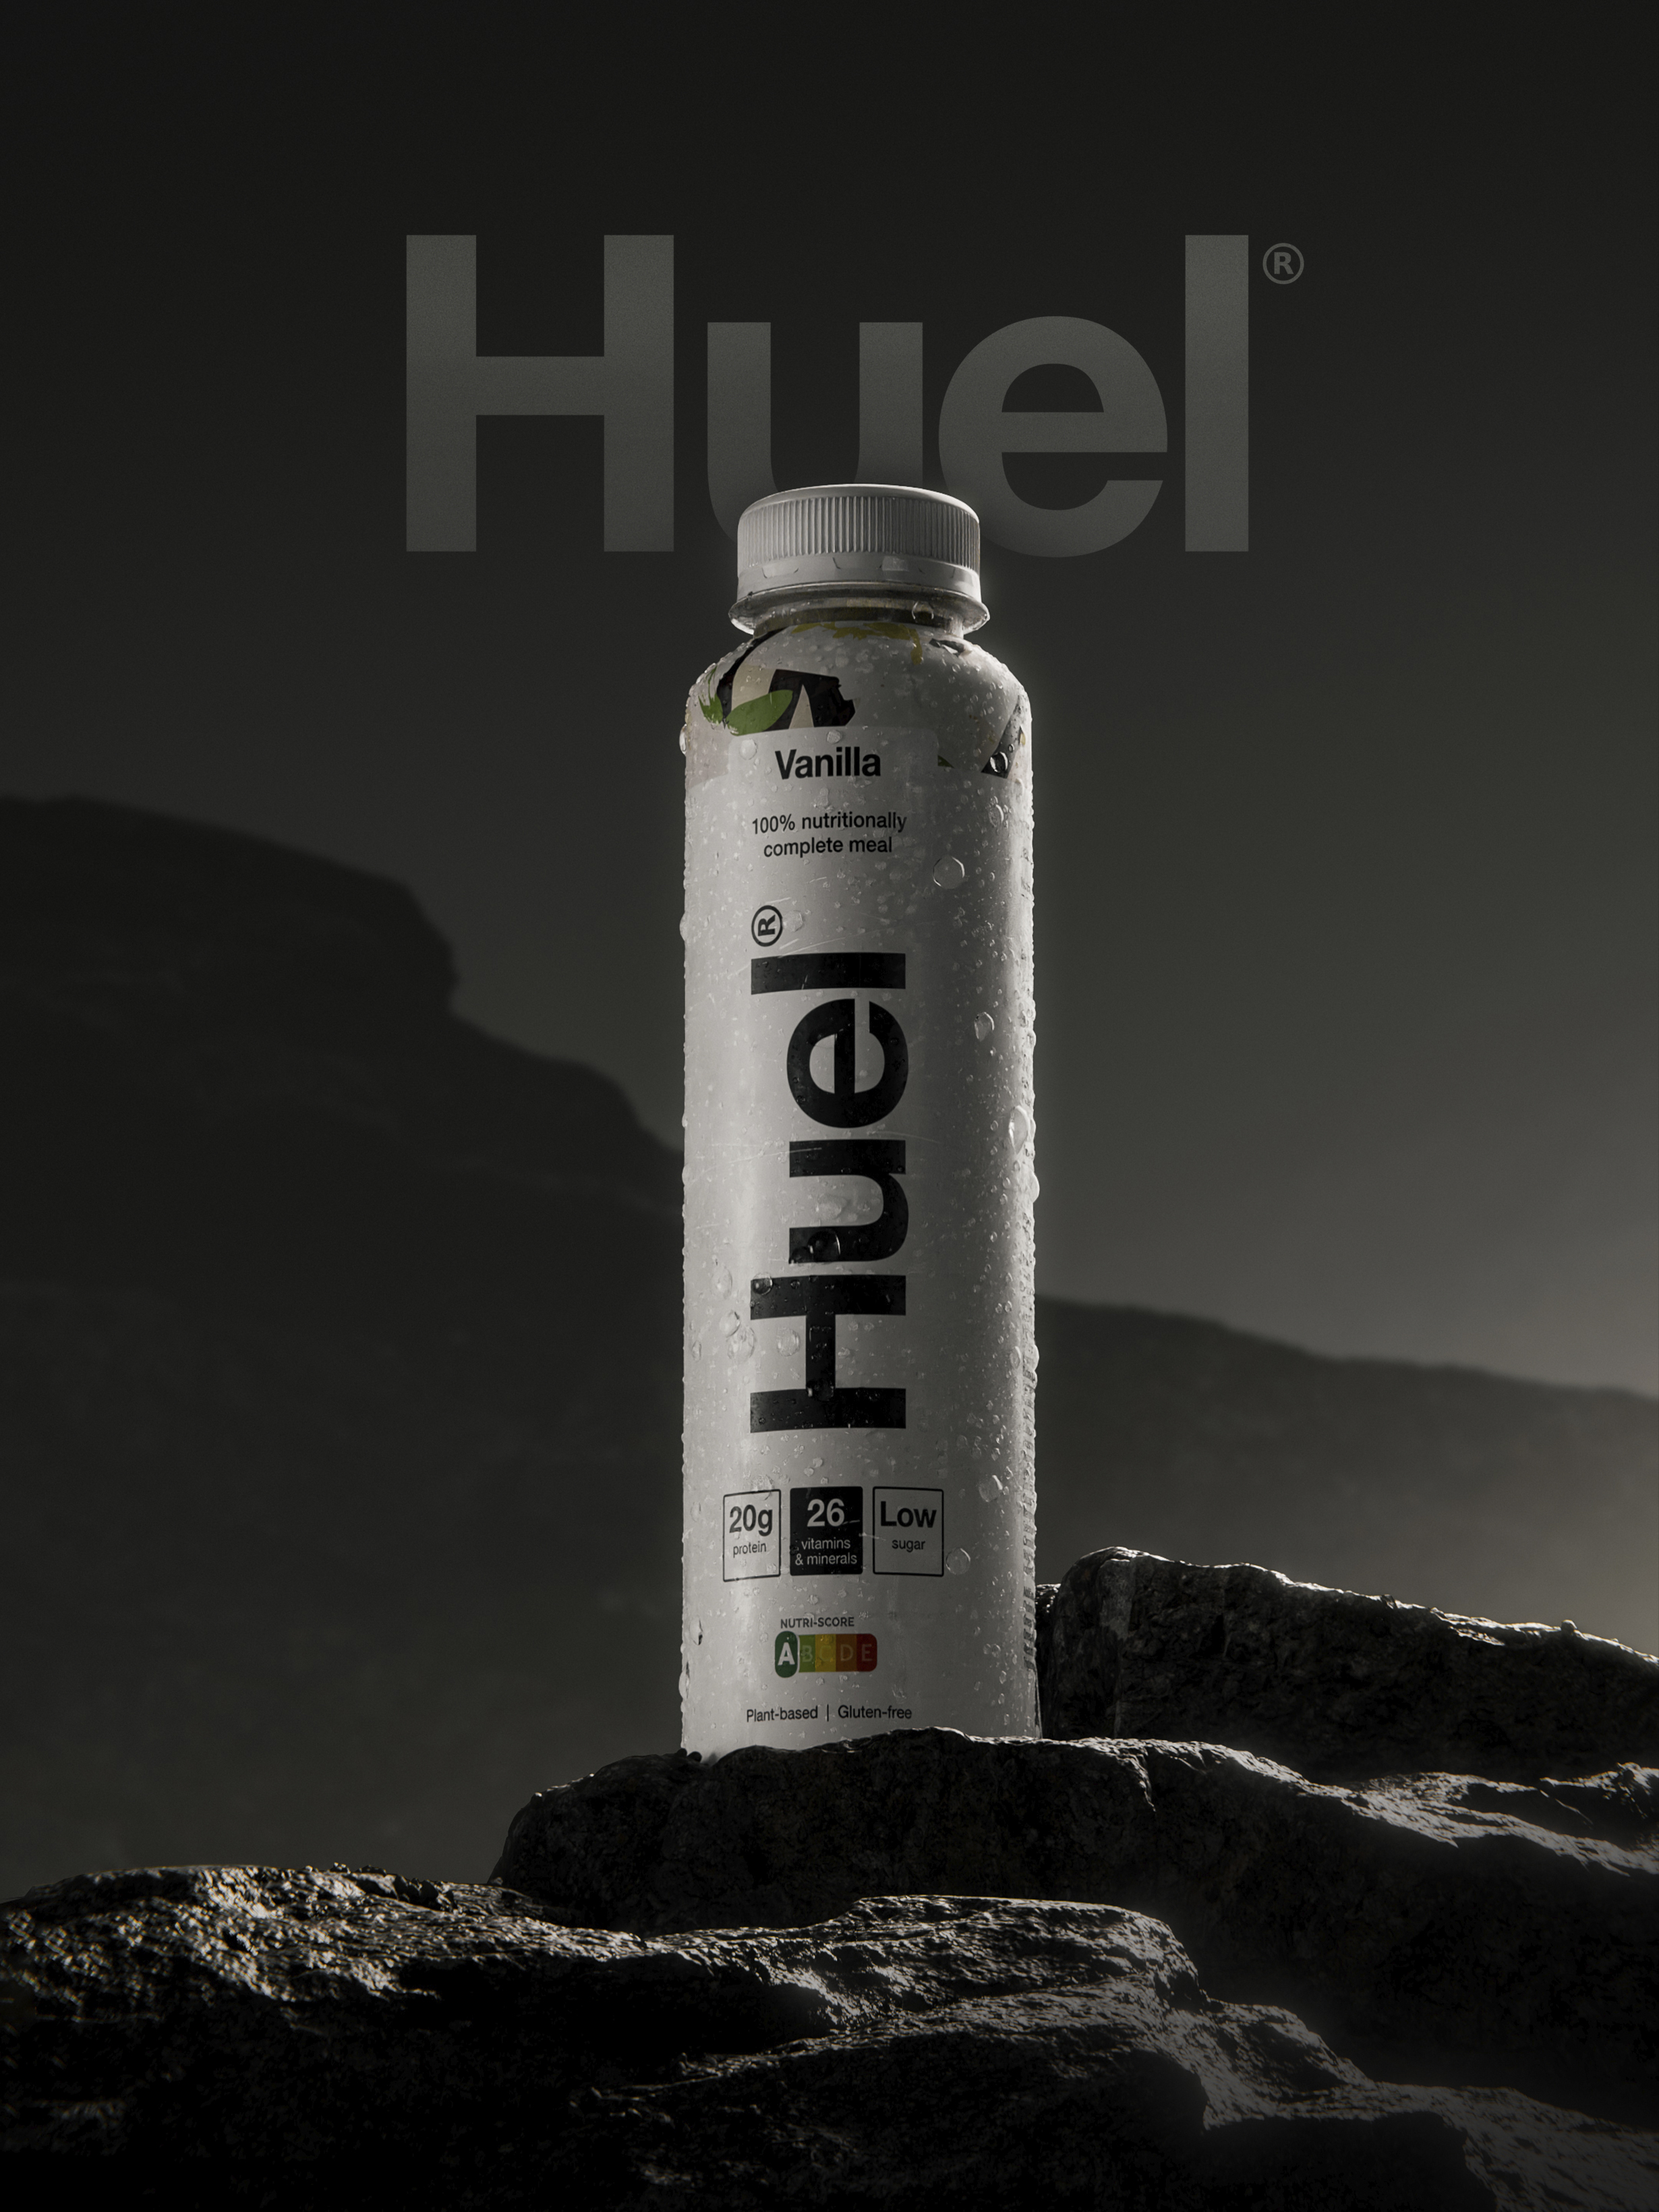 Huel®
Vanilla
100% nutritionally
complete meal
Huel®
20g
protein
26
vitamins
& minerals
Low
sugar
NUTRI-SCORE
A B C D E
Plant-based | Gluten-free